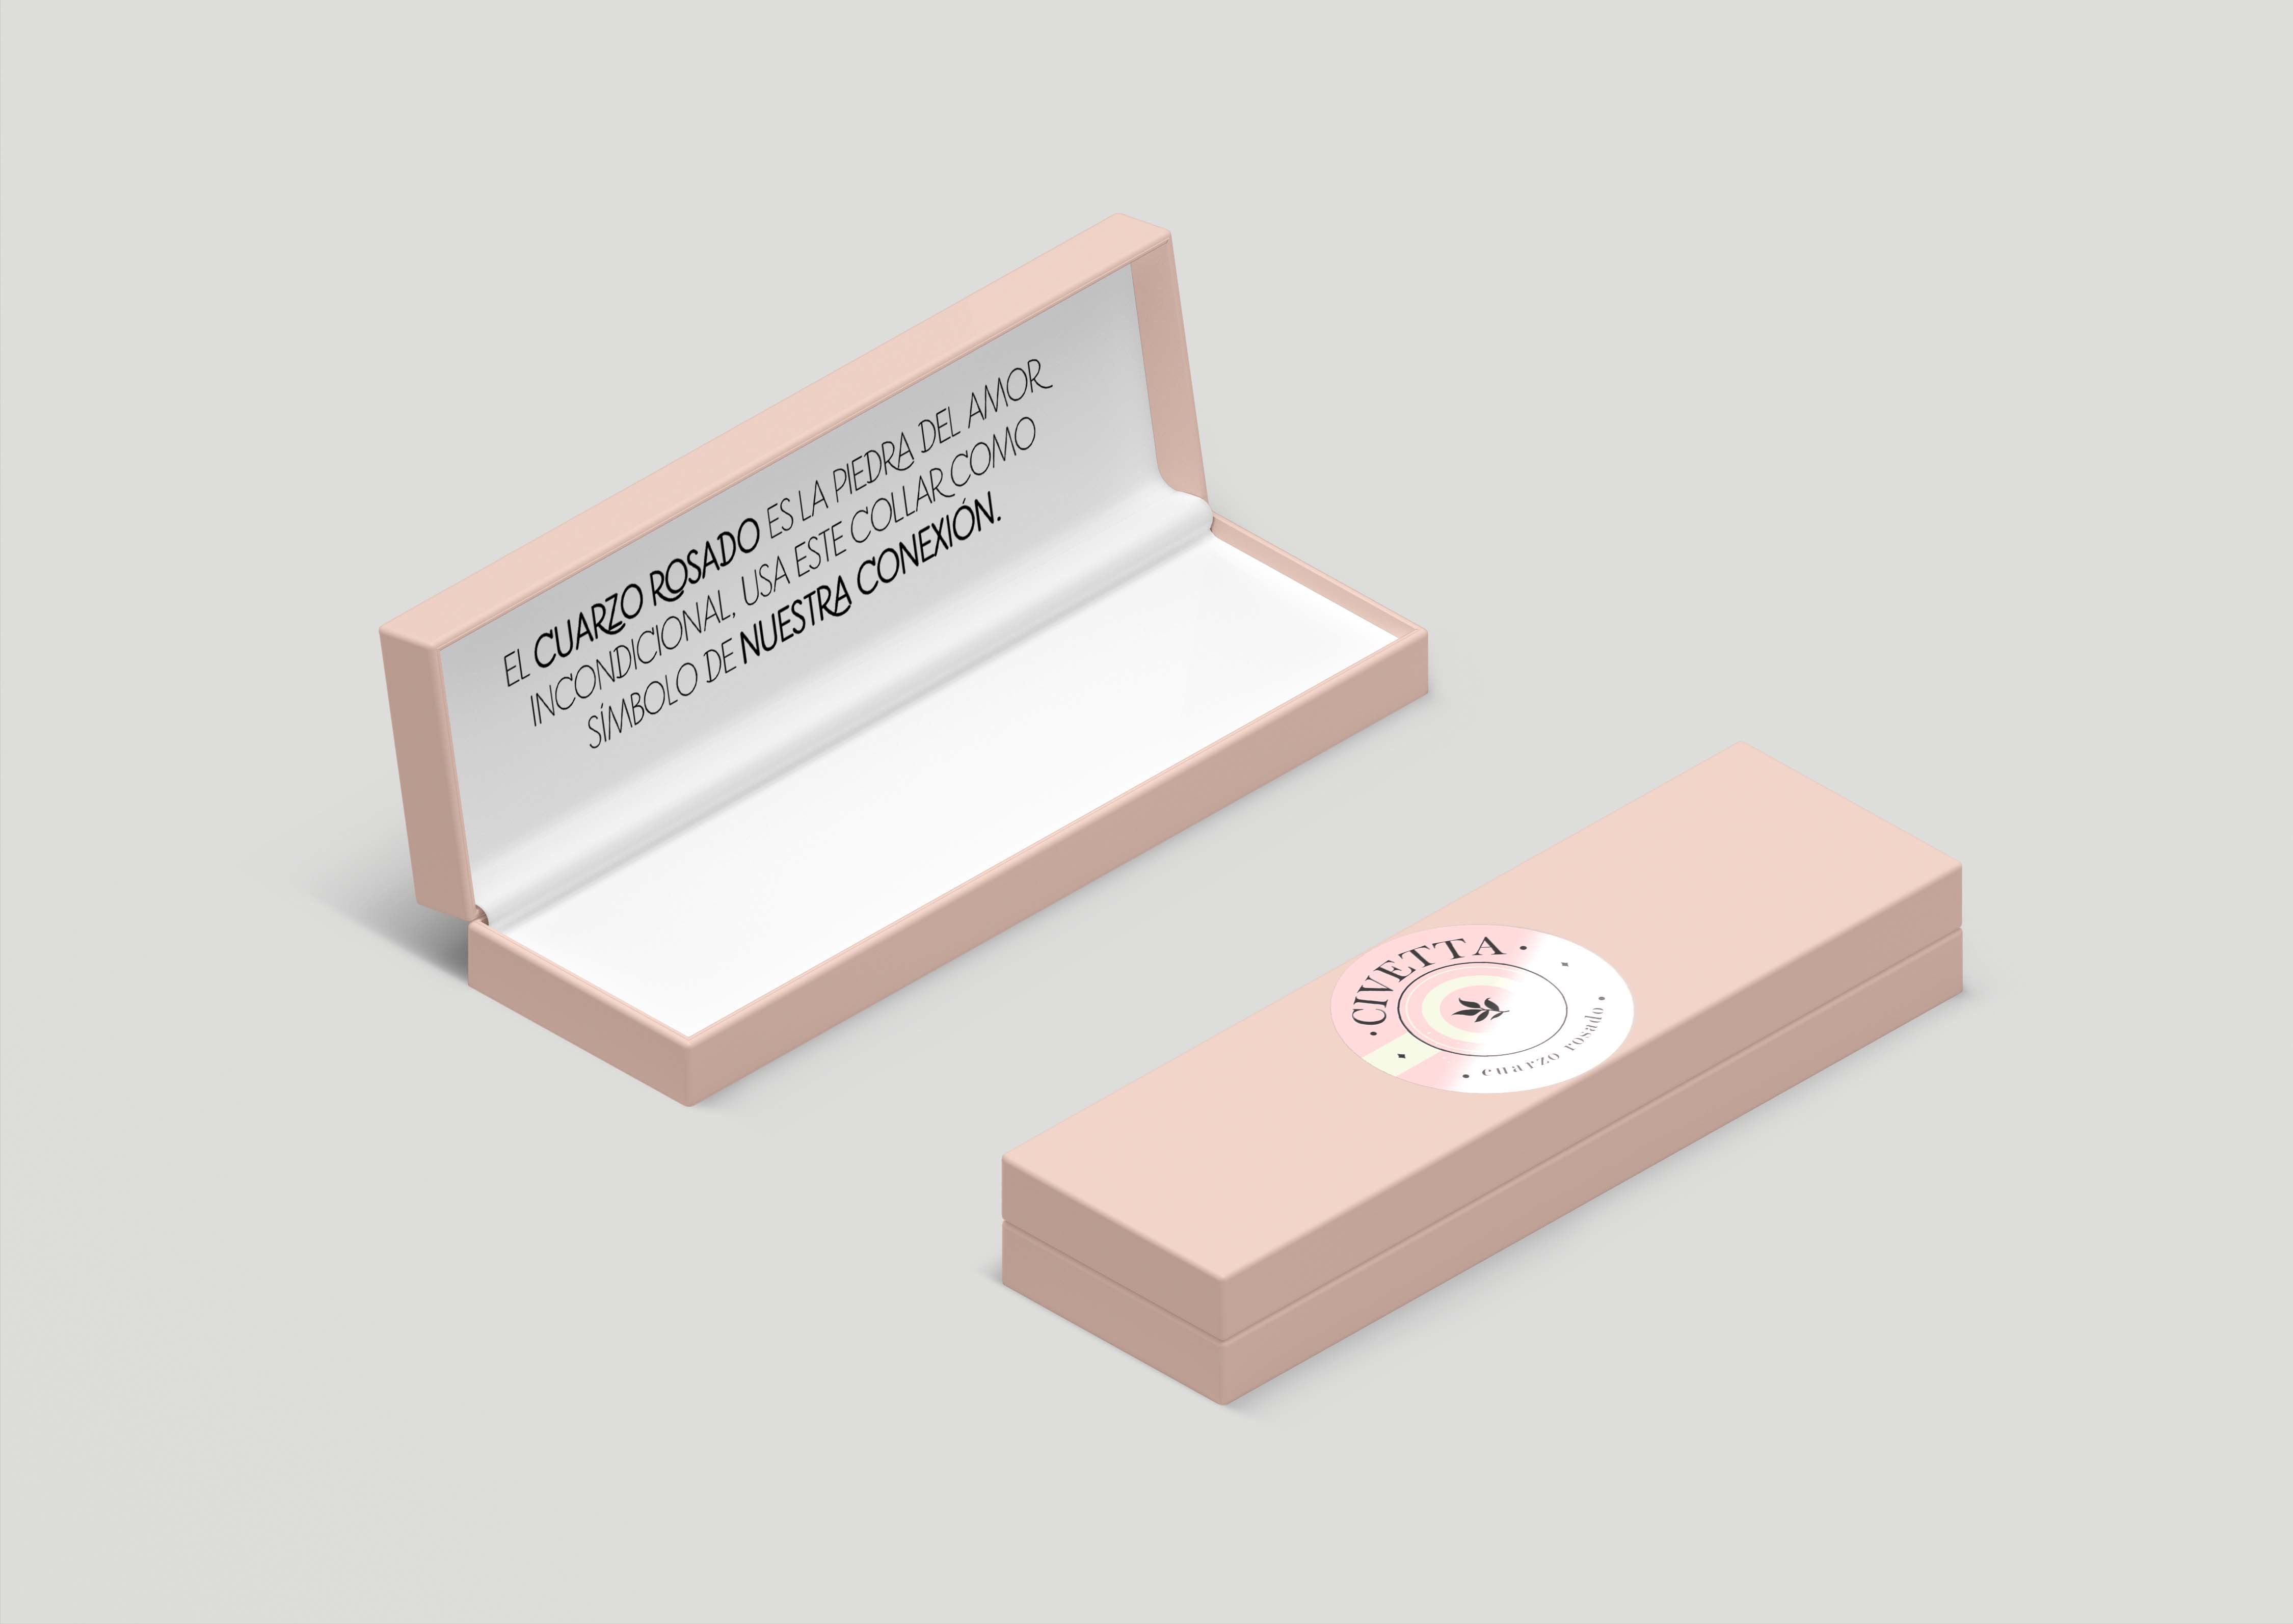 EL CUARZO ROSADO ES LA PIEDRA DEL AMOR
INCONDICIONAL, USA ESTE COLLAR COMO
SÍMBOLO DE NUESTRA CONEXIÓN.
CIVETTA
cuarzo rosado